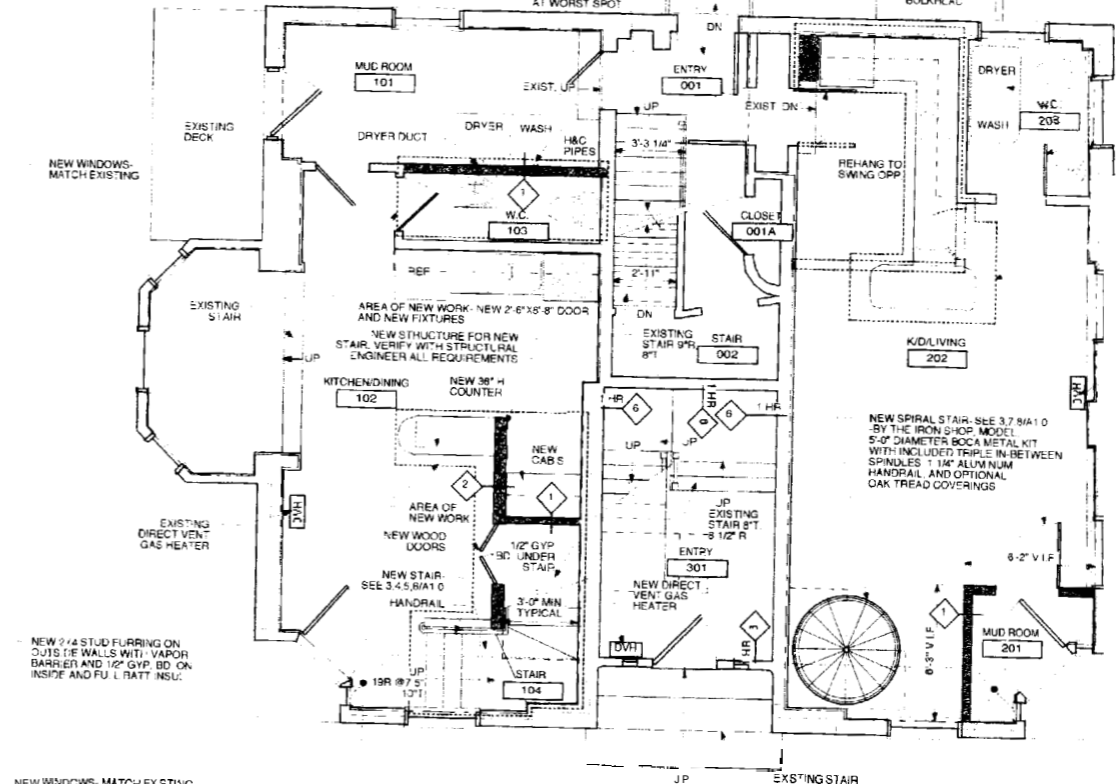 AT WORST SPOT
BULKHEAD
DN
MUD ROOM
101
ENTRY
001
EXIST. UP
EXIST DN
UP
DRYER
W.C.
203
WASH
EXISTING
DECK
DRYER DUCT
DRYER
WASH
H&C
PIPES
3'-3 1/4"
REHANG TO
SWING OPP
NEW WINDOWS-
MATCH EXISTING
1
W.C.
103
CLOSET
001A
REF
2'-11"
DN
EXISTING
STAIR
AREA OF NEW WORK- NEW 2'-6"X6'-8" DOOR
AND NEW FIXTURES
NEW STRUCTURE FOR NEW
STAIR, VERIFY WITH STRUCTURAL
ENGINEER ALL REQUIREMENTS
UP
EXISTING
STAIR 9"R,
8"T
STAIR
002
K/D/LIVING
202
KITCHEN/DINING
102
NEW 36" H
COUNTER
1 HR
6
1 HR
6
6
1 HR
HVAC
NEW SPIRAL STAIR- SEE 3,7,8/A1.0
-BY THE IRON SHOP, MODEL
5'-0" DIAMETER BOCA METAL KIT
WITH INCLUDED TRIPLE IN-BETWEEN
SPINDLES, 1 1/4" ALUMINUM
HANDRAIL, AND OPTIONAL
OAK TREAD COVERINGS
UP
UP
NEW
CABS
2
1
HVAC
AREA OF
NEW WORK
UP
EXISTING
STAIR 8"T,
8 1/2" R
EXISTING
DIRECT VENT
GAS HEATER
NEW WOOD
DOORS
1/2" GYP.
BD. UNDER
STAIR
ENTRY
301
6'-2" V.I.F.
NEW STAIR-
SEE 3,4,5,6/A1.0
HANDRAIL
3'-0" MIN
TYPICAL
NEW DIRECT
VENT GAS
HEATER
1
3
HR
DVH
MUD ROOM
201
6'-3" V.I.F.
NEW 2X4 STUD FURRING ON
OUTSIDE WALLS WITH VAPOR
BARRIER AND 1/2" GYP. BD. ON
INSIDE AND FULL BATT INSUL
UP
19R @7.5"
10"T
STAIR
104
NEW WINDOWS- MATCH EXISTING
UP
EXISTING STAIR